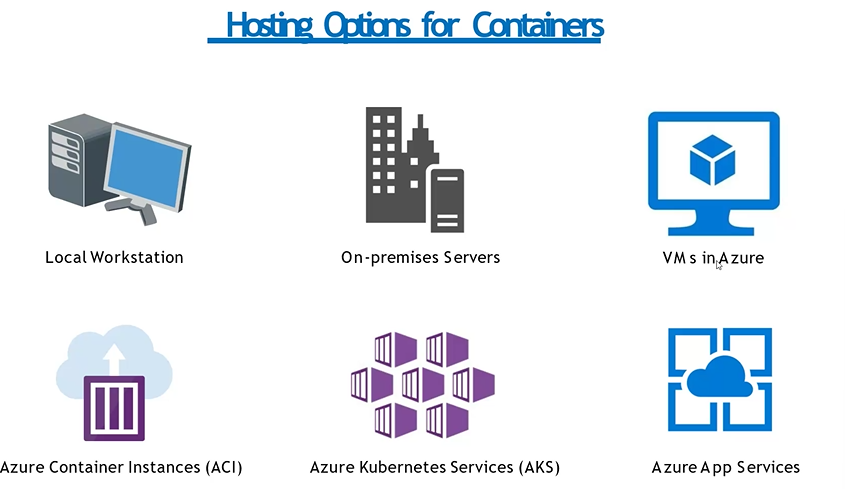 Hosting Options for Containers
Local Workstation
On-premises Servers
VMs in Azure
Azure Container Instances (ACI)
Azure Kubernetes Services (AKS)
Azure App Services